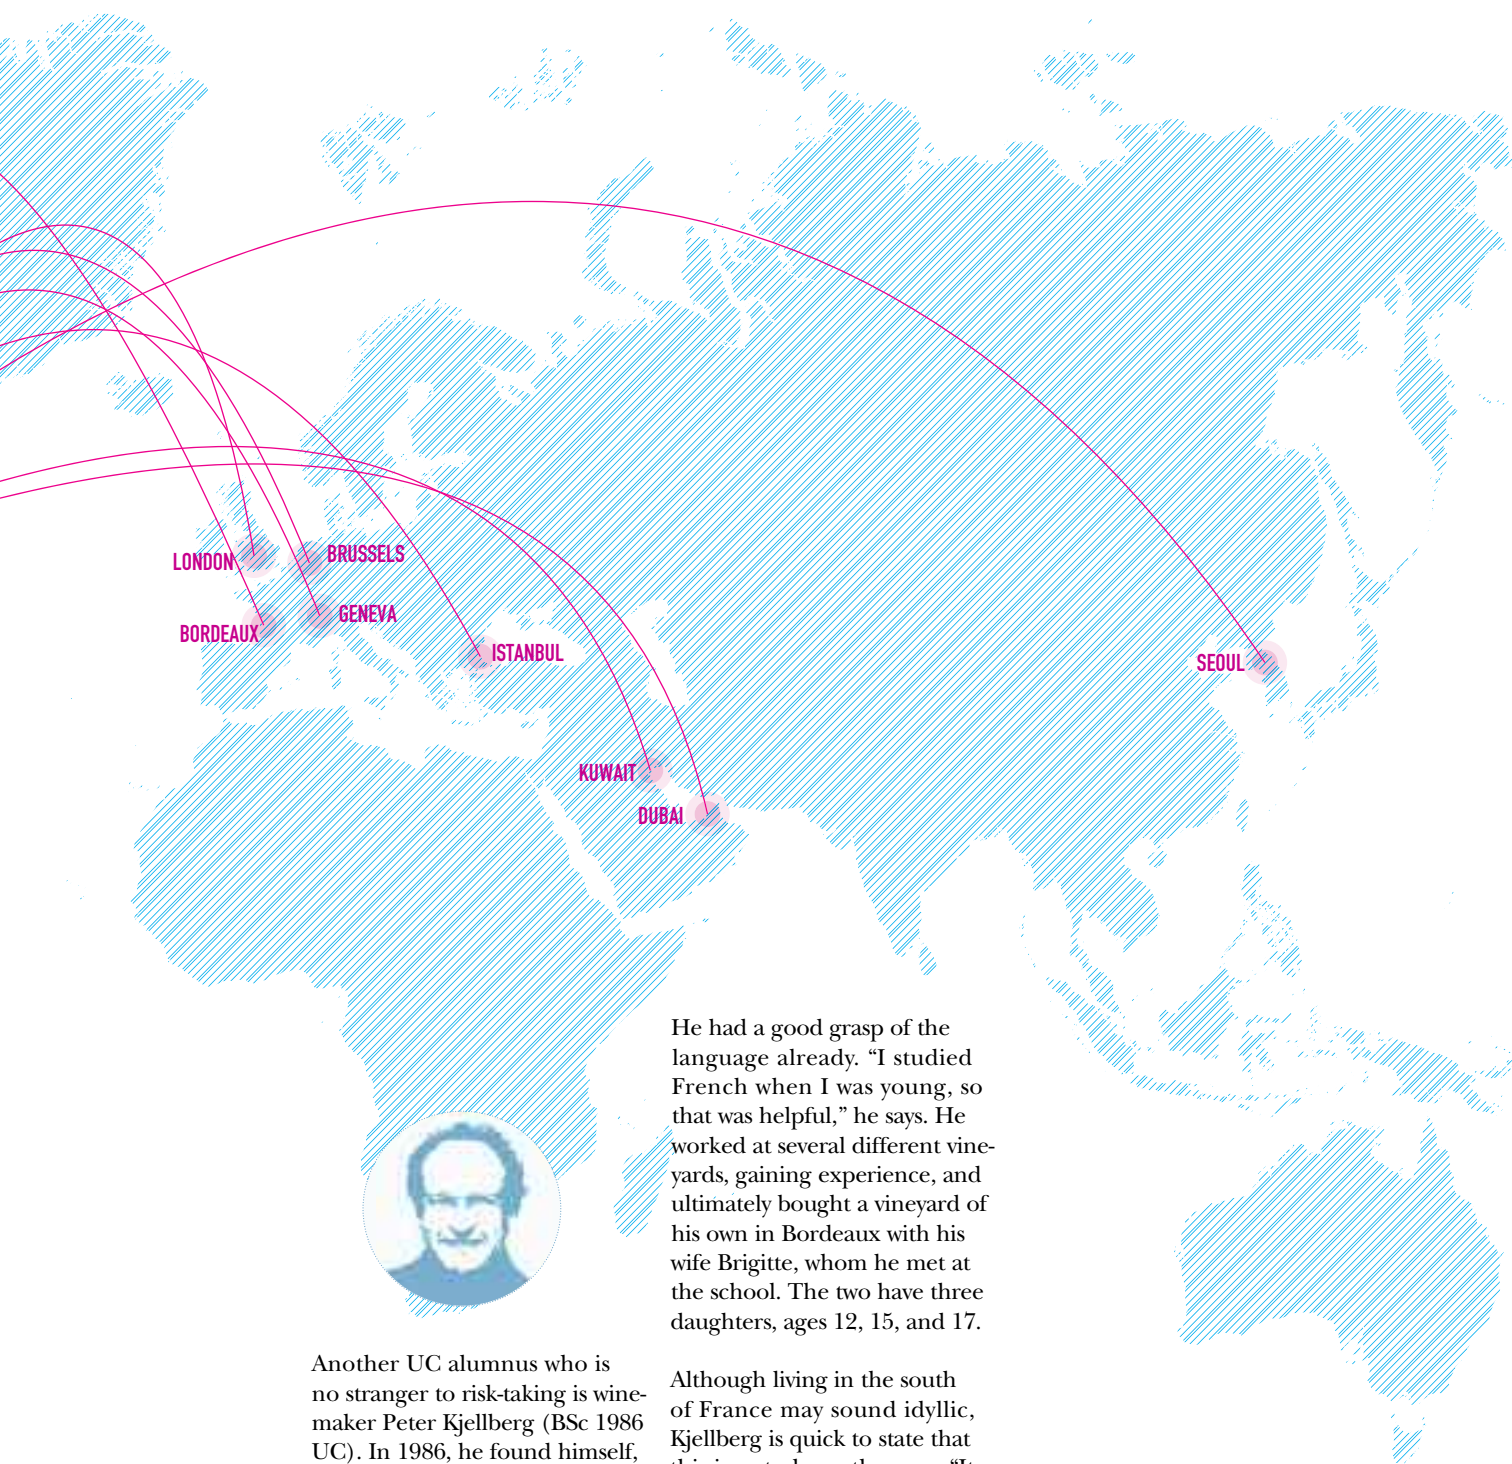 LONDON
BRUSSELS
BORDEAUX
GENEVA
ISTANBUL
SEOUL
KUWAIT
DUBAI
Another UC alumnus who is
no stranger to risk-taking is wine-
maker Peter Kjellberg (BSc 1986
UC). In 1986, he found himself,
He had a good grasp of the
language already. “I studied
French when I was young, so
that was helpful,” he says. He
worked at several different vine-
yards, gaining experience, and
ultimately bought a vineyard of
his own in Bordeaux with his
wife Brigitte, whom he met at
the school. The two have three
daughters, ages 12, 15, and 17.
Although living in the south
of France may sound idyllic,
Kjellberg is quick to state that